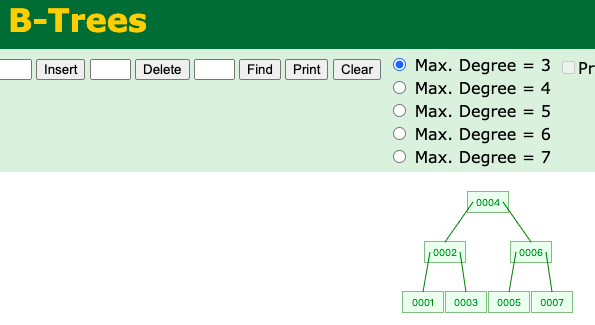 B-Trees
Insert Delete Find Print Clear
Max. Degree = 3
Max. Degree = 4
Max. Degree = 5
Max. Degree = 6
Max. Degree = 7
Pr
0004
0002 0006
0001 0003 0005 0007